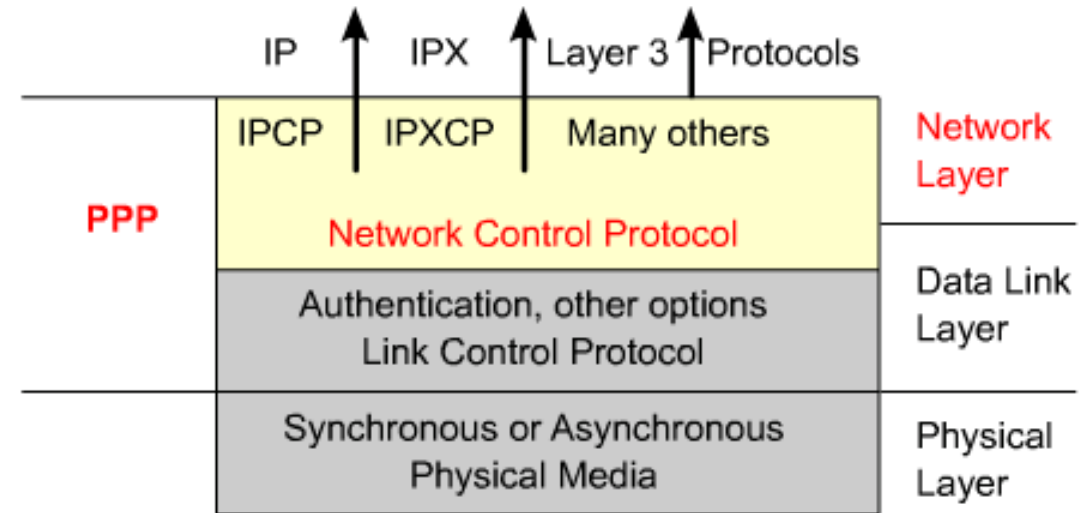 IP IPX Layer 3 Protocols
IPCP IPXCP Many others
Network
Layer
PPP
Network Control Protocol
Authentication, other options
Link Control Protocol
Data Link
Layer
Synchronous or Asynchronous
Physical Media
Physical
Layer